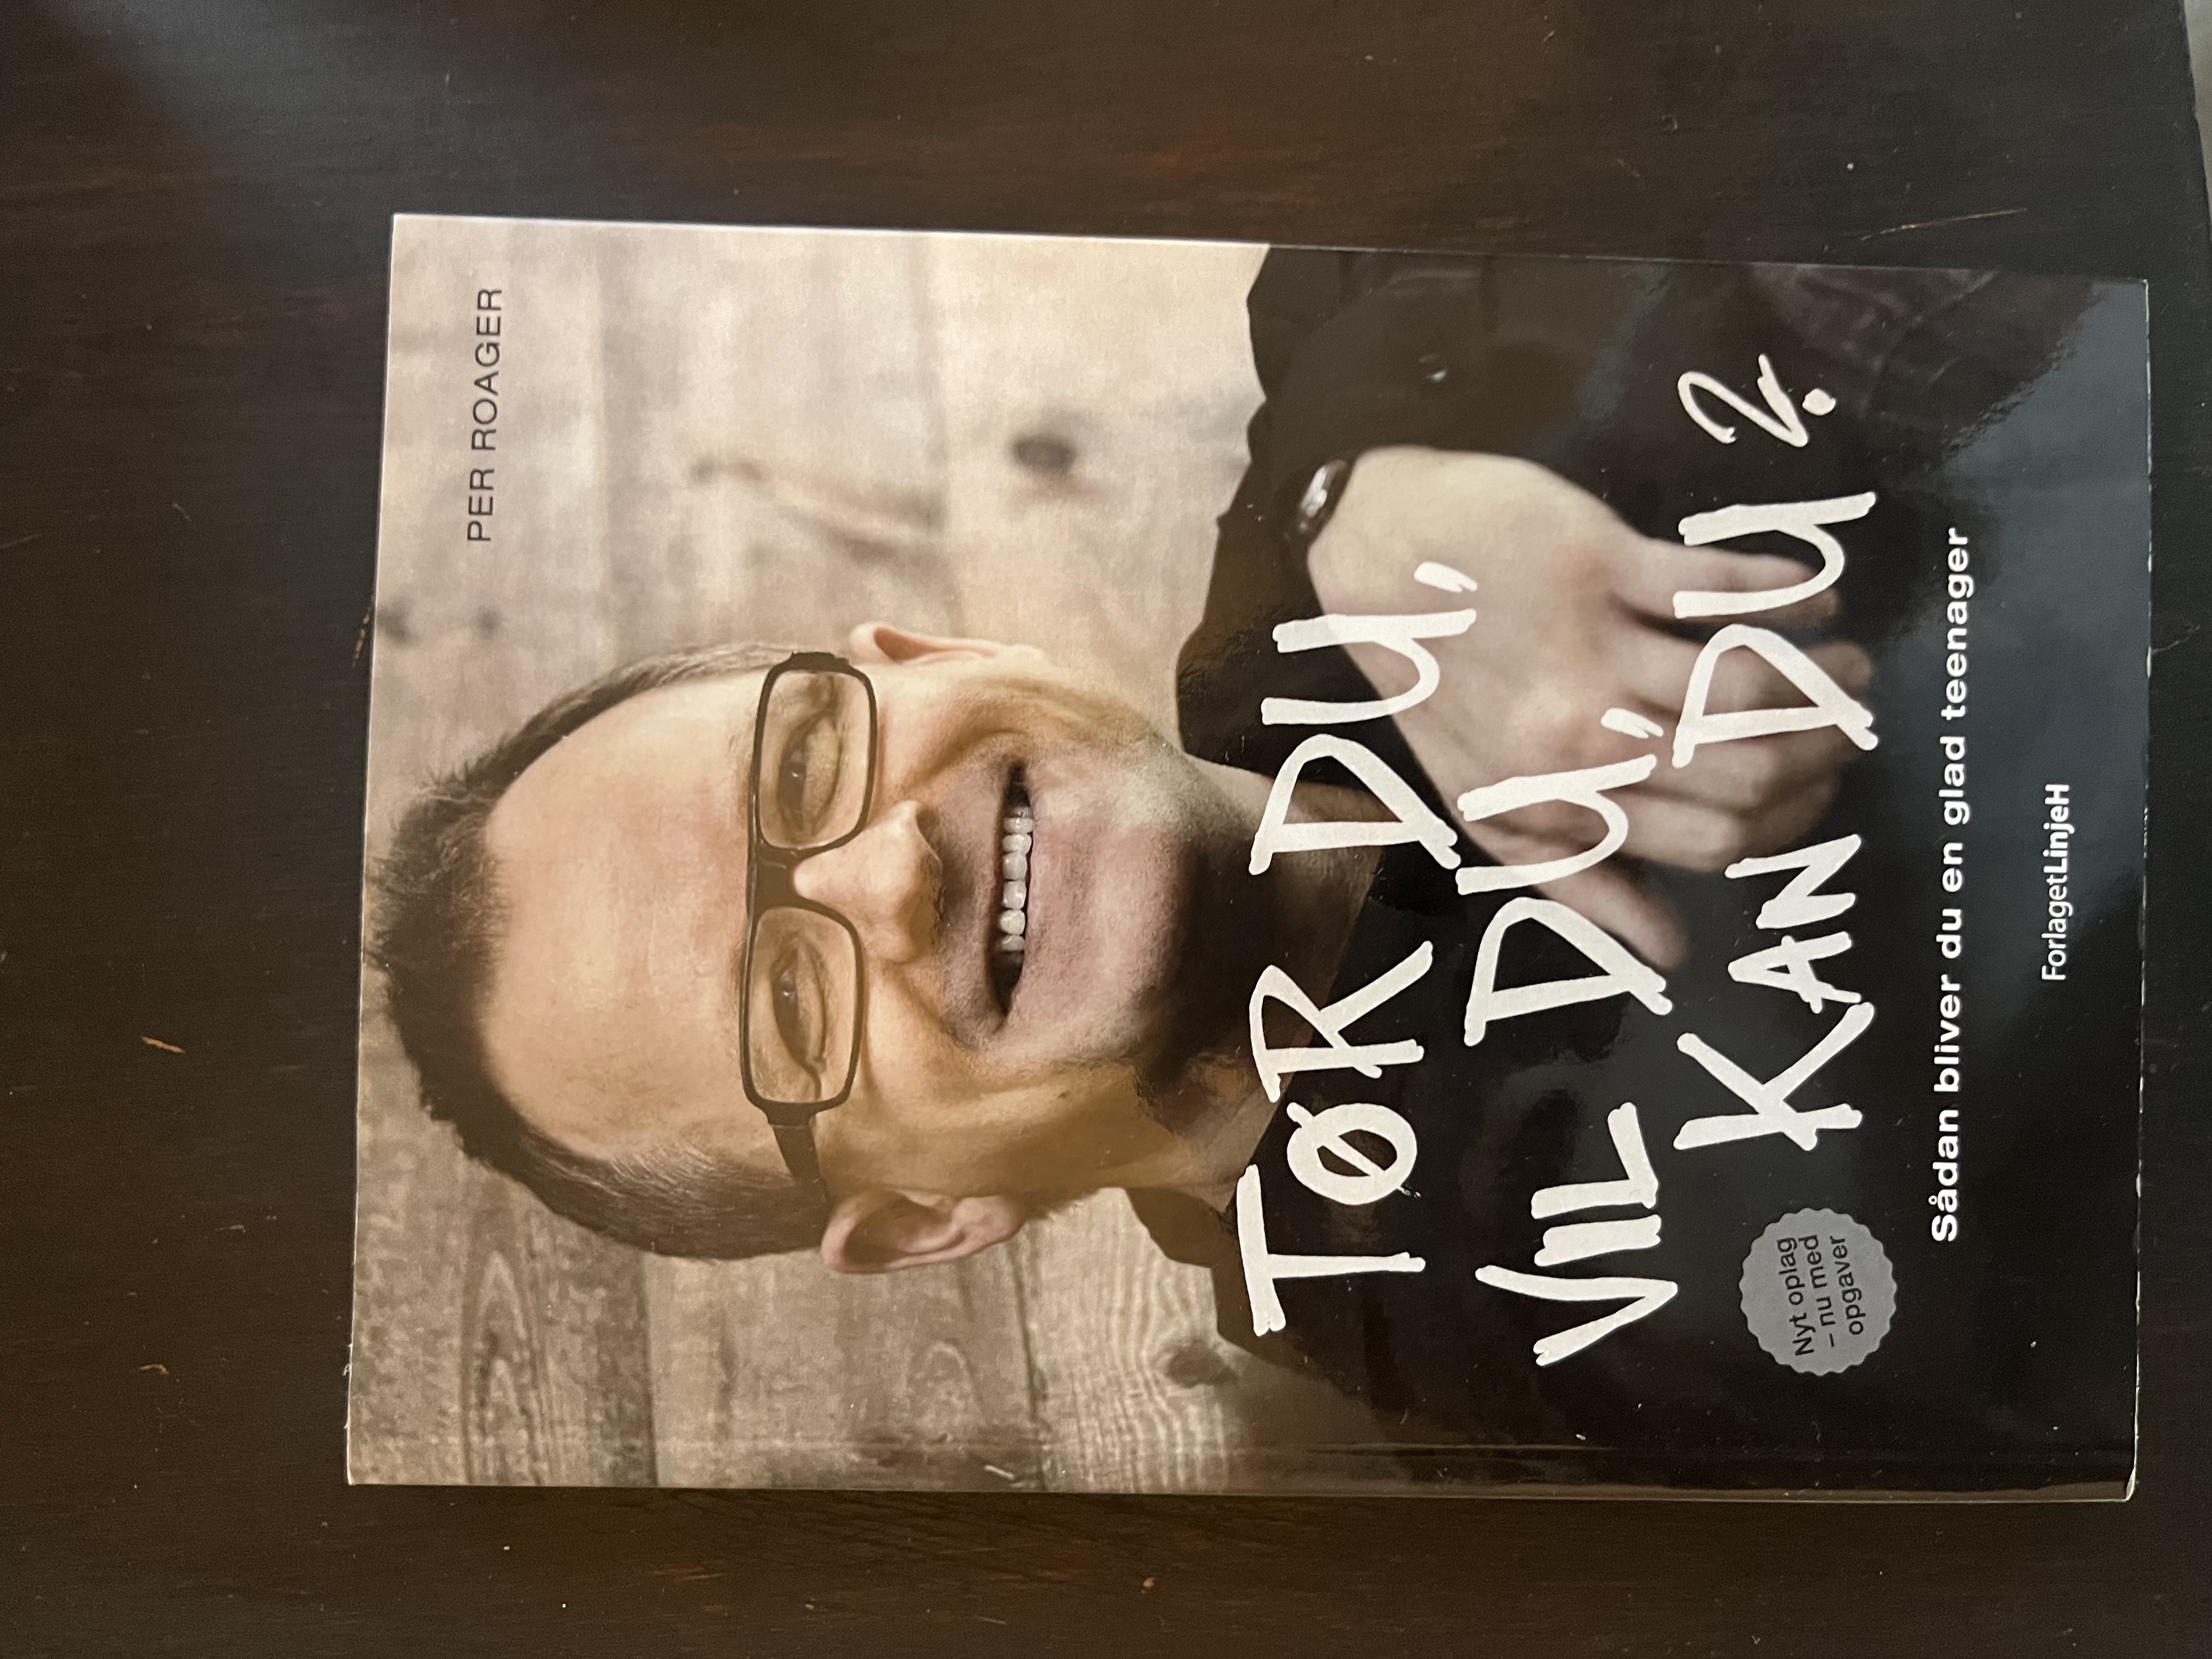 PER ROAGER
TØR DU,
VIL DU,
KAN DU?
Nyt oplag
– nu med
opgaver
Sådan bliver du en glad teenager
ForlagetLinjeH